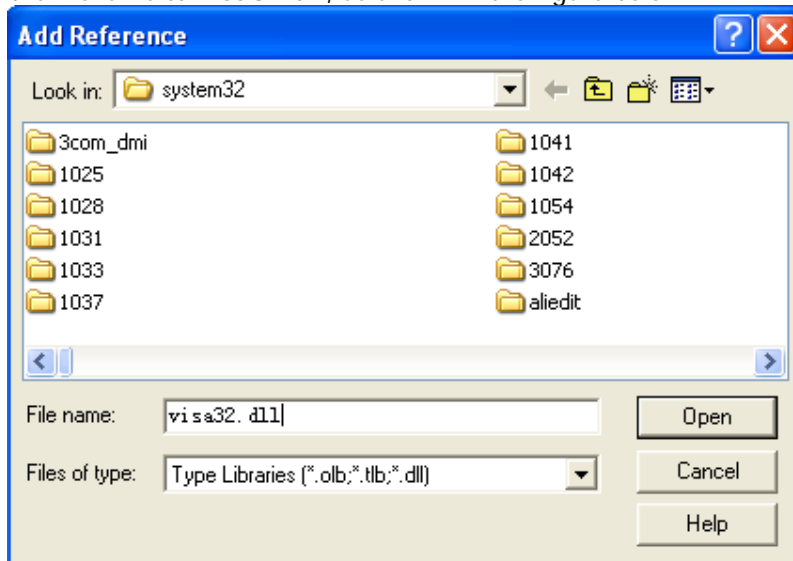 Add Reference
Look in: system32
3com_dmi
1025
1028
1031
1033
1037
1041
1042
1054
2052
3076
aliedit
File name: visa32.dll
Open
Files of type: Type Libraries (*.olb;*.tlb;*.dll)
Cancel
Help